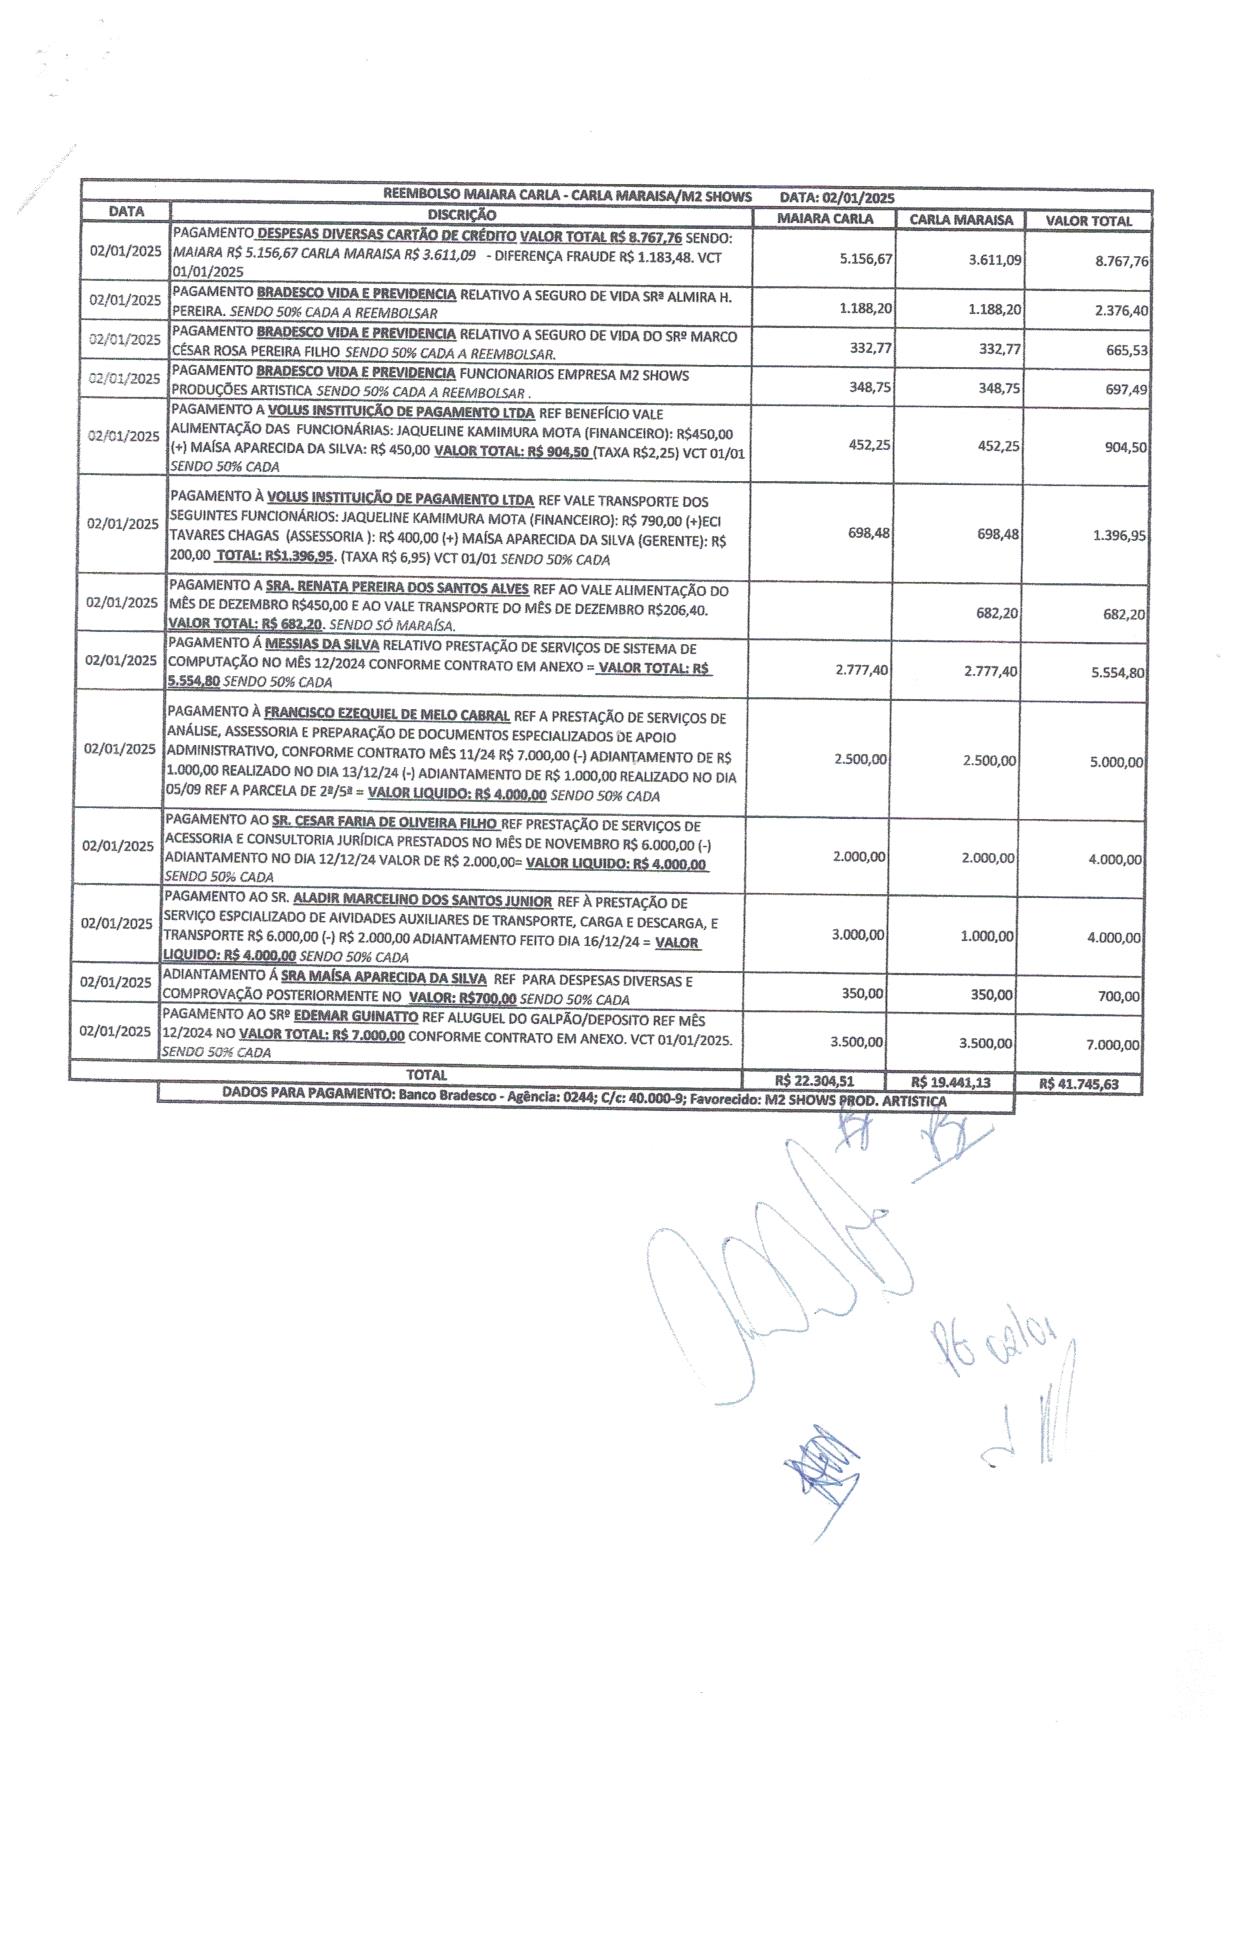 REEMBOLSO MAIARA CARLA - CARLA MARAISA/M2 SHOWS DATA: 02/01/2025
DATA DISCRIÇÃO MAIARA CARLA CARLA MARAISA VALOR TOTAL
PAGAMENTO DESPESAS DIVERSAS CARTÃO DE CRÉDITO VALOR TOTAL R$ 8.767,76 SENDO:
02/01/2025 MAIARA R$ 5.156,67 CARLA MARAISA R$ 3.611,09 - DIFERENÇA FRAUDE R$ 1.183,48. VCT 5.156,67 3.611,09 8.767,76
01/01/2025
02/01/2025 PAGAMENTO BRADESCO VIDA E PREVIDENCIA RELATIVO A SEGURO DE VIDA SRª ALMIRA H. 1.188,20 1.188,20 2.376,40
PEREIRA. SENDO 50% CADA A REEMBOLSAR
02/01/2025 PAGAMENTO BRADESCO VIDA E PREVIDENCIA RELATIVO A SEGURO DE VIDA DO SRº MARCO 332,77 332,77 665,53
CÉSAR ROSA PEREIRA FILHO SENDO 50% CADA A REEMBOLSAR.
02/01/2025 PAGAMENTO BRADESCO VIDA E PREVIDENCIA FUNCIONARIOS EMPRESA M2 SHOWS 348,75 348,75 697,49
PRODUÇÕES ARTISTICA SENDO 50% CADA A REEMBOLSAR .
PAGAMENTO A VOLUS INSTITUIÇÃO DE PAGAMENTO LTDA REF BENEFÍCIO VALE
02/01/2025 ALIMENTAÇÃO DAS FUNCIONÁRIAS: JAQUELINE KAMIMURA MOTA (FINANCEIRO): R$450,00 452,25 452,25 904,50
(+) MAÍSA APARECIDA DA SILVA: R$ 450,00 VALOR TOTAL: R$ 904,50 (TAXA R$2,25) VCT 01/01
SENDO 50% CADA
PAGAMENTO À VOLUS INSTITUIÇÃO DE PAGAMENTO LTDA REF VALE TRANSPORTE DOS
02/01/2025 SEGUINTES FUNCIONÁRIOS: JAQUELINE KAMIMURA MOTA (FINANCEIRO): R$ 790,00 (+)ECI 698,48 698,48 1.396,95
TAVARES CHAGAS (ASSESSORIA ): R$ 400,00 (+) MAÍSA APARECIDA DA SILVA (GERENTE): R$
200,00 TOTAL: R$1.396,95. (TAXA R$ 6,95) VCT 01/01 SENDO 50% CADA
PAGAMENTO A SRA. RENATA PEREIRA DOS SANTOS ALVES REF AO VALE ALIMENTAÇÃO DO
02/01/2025 MÊS DE DEZEMBRO R$450,00 E AO VALE TRANSPORTE DO MÊS DE DEZEMBRO R$206,40. 682,20 682,20
VALOR TOTAL: R$ 682,20. SENDO SÓ MARAÍSA.
PAGAMENTO Á MESSIAS DA SILVA RELATIVO PRESTAÇÃO DE SERVIÇOS DE SISTEMA DE
02/01/2025 COMPUTAÇÃO NO MÊS 12/2024 CONFORME CONTRATO EM ANEXO = VALOR TOTAL: R$ 2.777,40 2.777,40 5.554,80
5.554,80 SENDO 50% CADA
PAGAMENTO À FRANCISCO EZEQUIEL DE MELO CABRAL REF A PRESTAÇÃO DE SERVIÇOS DE
ANÁLISE, ASSESSORIA E PREPARAÇÃO DE DOCUMENTOS ESPECIALIZADOS DE APOIO
02/01/2025 ADMINISTRATIVO, CONFORME CONTRATO MÊS 11/24 R$ 7.000,00 (-) ADIANTAMENTO DE R$ 2.500,00 2.500,00 5.000,00
1.000,00 REALIZADO NO DIA 13/12/24 (-) ADIANTAMENTO DE R$ 1.000,00 REALIZADO NO DIA
05/09 REF A PARCELA DE 2ª/5ª = VALOR LIQUIDO: R$ 4.000,00 SENDO 50% CADA
PAGAMENTO AO SR. CESAR FARIA DE OLIVEIRA FILHO REF PRESTAÇÃO DE SERVIÇOS DE
02/01/2025 ACESSORIA E CONSULTORIA JURÍDICA PRESTADOS NO MÊS DE NOVEMBRO R$ 6.000,00 (-) 2.000,00 2.000,00 4.000,00
ADIANTAMENTO NO DIA 12/12/24 VALOR DE R$ 2.000,00= VALOR LIQUIDO: R$ 4.000,00
SENDO 50% CADA
PAGAMENTO AO SR. ALADIR MARCELINO DOS SANTOS JUNIOR REF À PRESTAÇÃO DE
02/01/2025 SERVIÇO ESPCIALIZADO DE AIVIDADES AUXILIARES DE TRANSPORTE, CARGA E DESCARGA, E 3.000,00 1.000,00 4.000,00
TRANSPORTE R$ 6.000,00 (-) R$ 2.000,00 ADIANTAMENTO FEITO DIA 16/12/24 = VALOR
LIQUIDO: R$ 4.000,00 SENDO 50% CADA
02/01/2025 ADIANTAMENTO Á SRA MAÍSA APARECIDA DA SILVA REF PARA DESPESAS DIVERSAS E 350,00 350,00 700,00
COMPROVAÇÃO POSTERIORMENTE NO VALOR: R$700,00 SENDO 50% CADA
PAGAMENTO AO SRº EDEMAR GUINATTO REF ALUGUEL DO GALPÃO/DEPOSITO REF MÊS
02/01/2025 12/2024 NO VALOR TOTAL: R$ 7.000,00 CONFORME CONTRATO EM ANEXO. VCT 01/01/2025. 3.500,00 3.500,00 7.000,00
SENDO 50% CADA
TOTAL R$ 22.304,51 R$ 19.441,13 R$ 41.745,63
DADOS PARA PAGAMENTO: Banco Bradesco - Agência: 0244; C/c: 40.000-9; Favorecido: M2 SHOWS PROD. ARTISTICA
PG 02/01